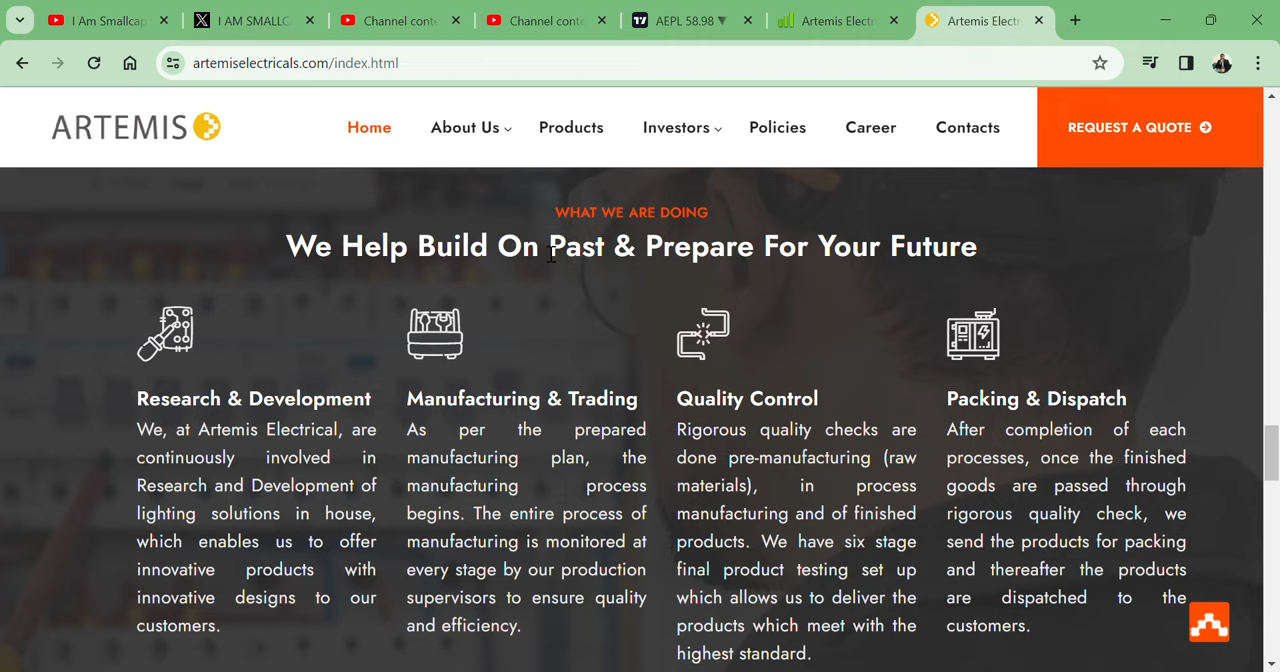 I Am Smallcap
I AM SMALLCA
Channel conte
Channel conte
AEPL 58.98 ▼
Artemis Electr
Artemis Electr
artemiselectricals.com/index.html
ARTEMIS
Home
About Us
Products
Investors
Policies
Career
Contacts
REQUEST A QUOTE
WHAT WE ARE DOING
We Help Build On Past & Prepare For Your Future
Research & Development
We, at Artemis Electrical, are
continuously involved in
Research and Development of
lighting solutions in house,
which enables us to offer
innovative products with
innovative designs to our
customers.
Manufacturing & Trading
As per the prepared
manufacturing plan, the
manufacturing process
begins. The entire process of
manufacturing is monitored at
every stage by our production
supervisors to ensure quality
and efficiency.
Quality Control
Rigorous quality checks are
done pre-manufacturing (raw
materials), in process
manufacturing and of finished
products. We have six stage
final product testing set up
which allows us to deliver the
products which meet with the
highest standard.
Packing & Dispatch
After completion of each
processes, once the finished
goods are passed through
rigorous quality check, we
send the products for packing
and thereafter the products
are dispatched to the
customers.